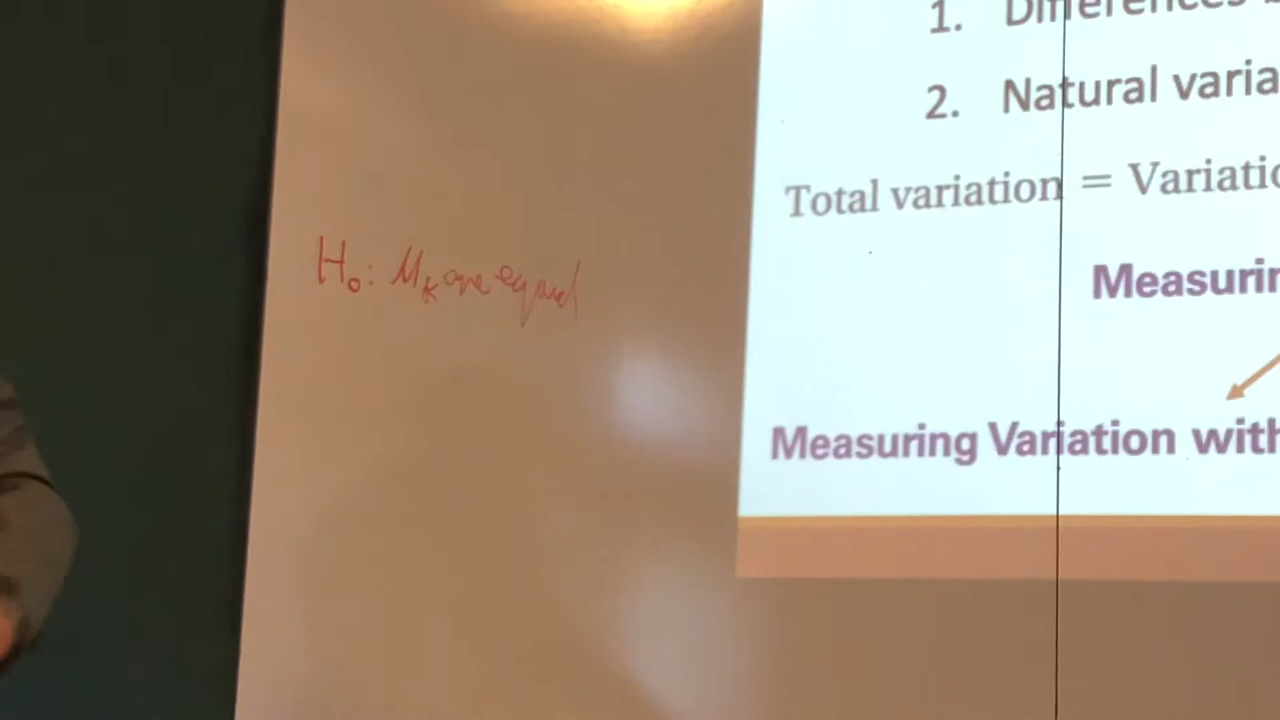 1. Differences
2. Natural varia
Total variation = Variatio
H₀: μₖ are equal
Measurin
Measuring Variation with